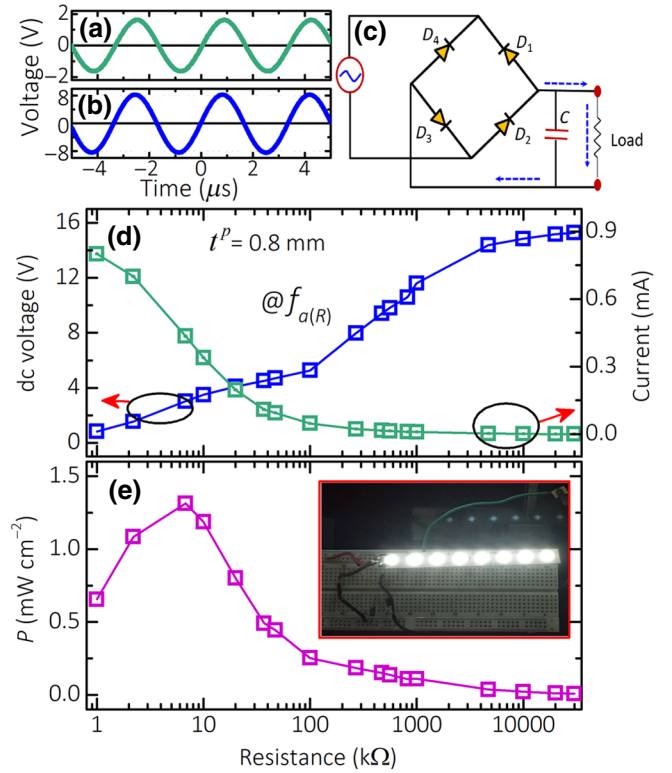 (a)
2
0
−2
(b)
8
0
−8
Voltage (V)
−5 −4 −2 0 2 4 5
Time (μs)
(c)
D4
D1
D3
D2
C
Load
(d)
t^p = 0.8 mm
@f_a(R)
16
12
8
4
0
dc voltage (V)
0.9
0.6
0.3
0.0
Current (mA)
(e)
1.5
1.0
0.5
0.0
P (mW cm⁻²)
1 10 100 1000 10000
Resistance (kΩ)